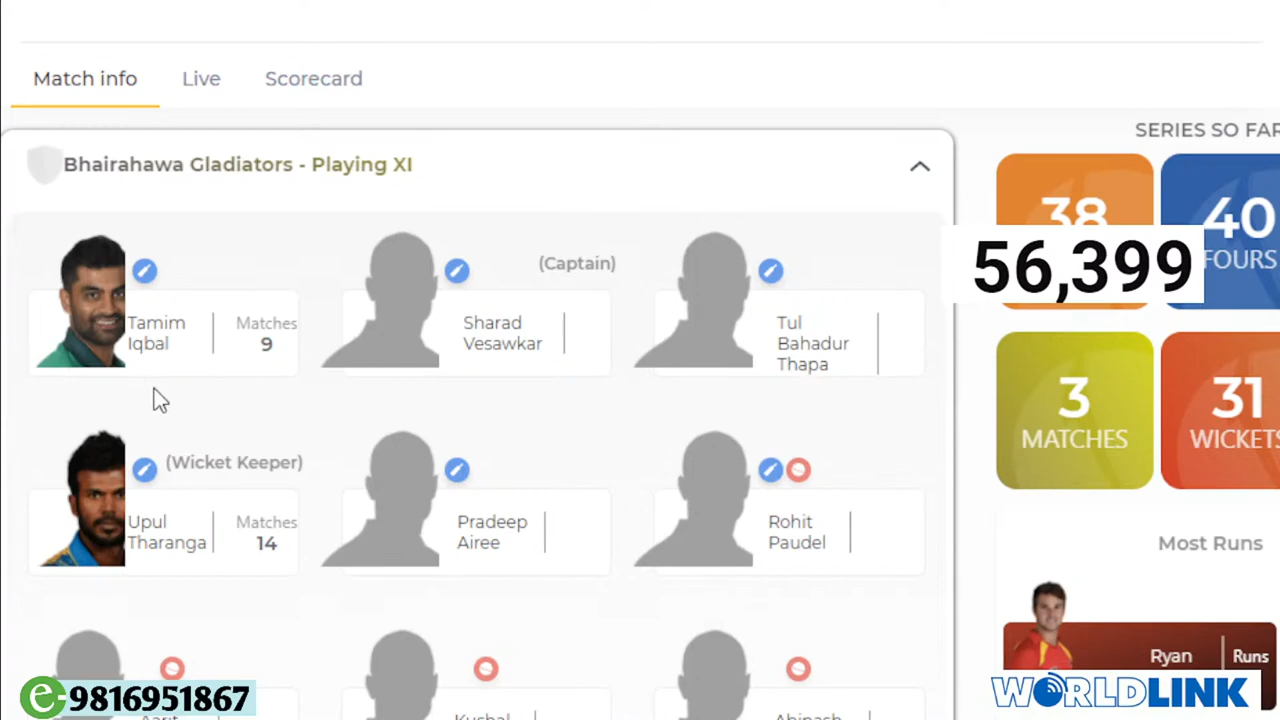 Match info Live Scorecard
SERIES SO FAR
Bhairahawa Gladiators - Playing XI
38 40
FOURS
56,399
(Captain)
Tamim
Iqbal
Matches
9
Sharad
Vesawkar
Tul
Bahadur
Thapa
3
MATCHES
31
WICKETS
(Wicket Keeper)
Upul
Tharanga
Matches
14
Pradeep
Airee
Rohit
Paudel
Most Runs
Ryan Runs
e-9816951867
WORLDLINK